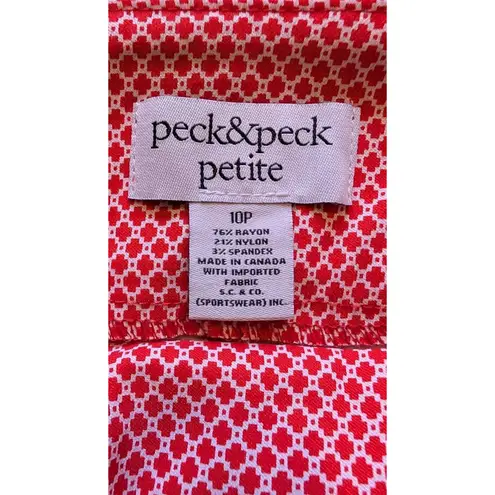 peck&peck
petite
10P
76% RAYON
21% NYLON
3% SPANDEX
MADE IN CANADA
WITH IMPORTED
FABRIC
S.C. & CO.
(SPORTSWEAR) INC.